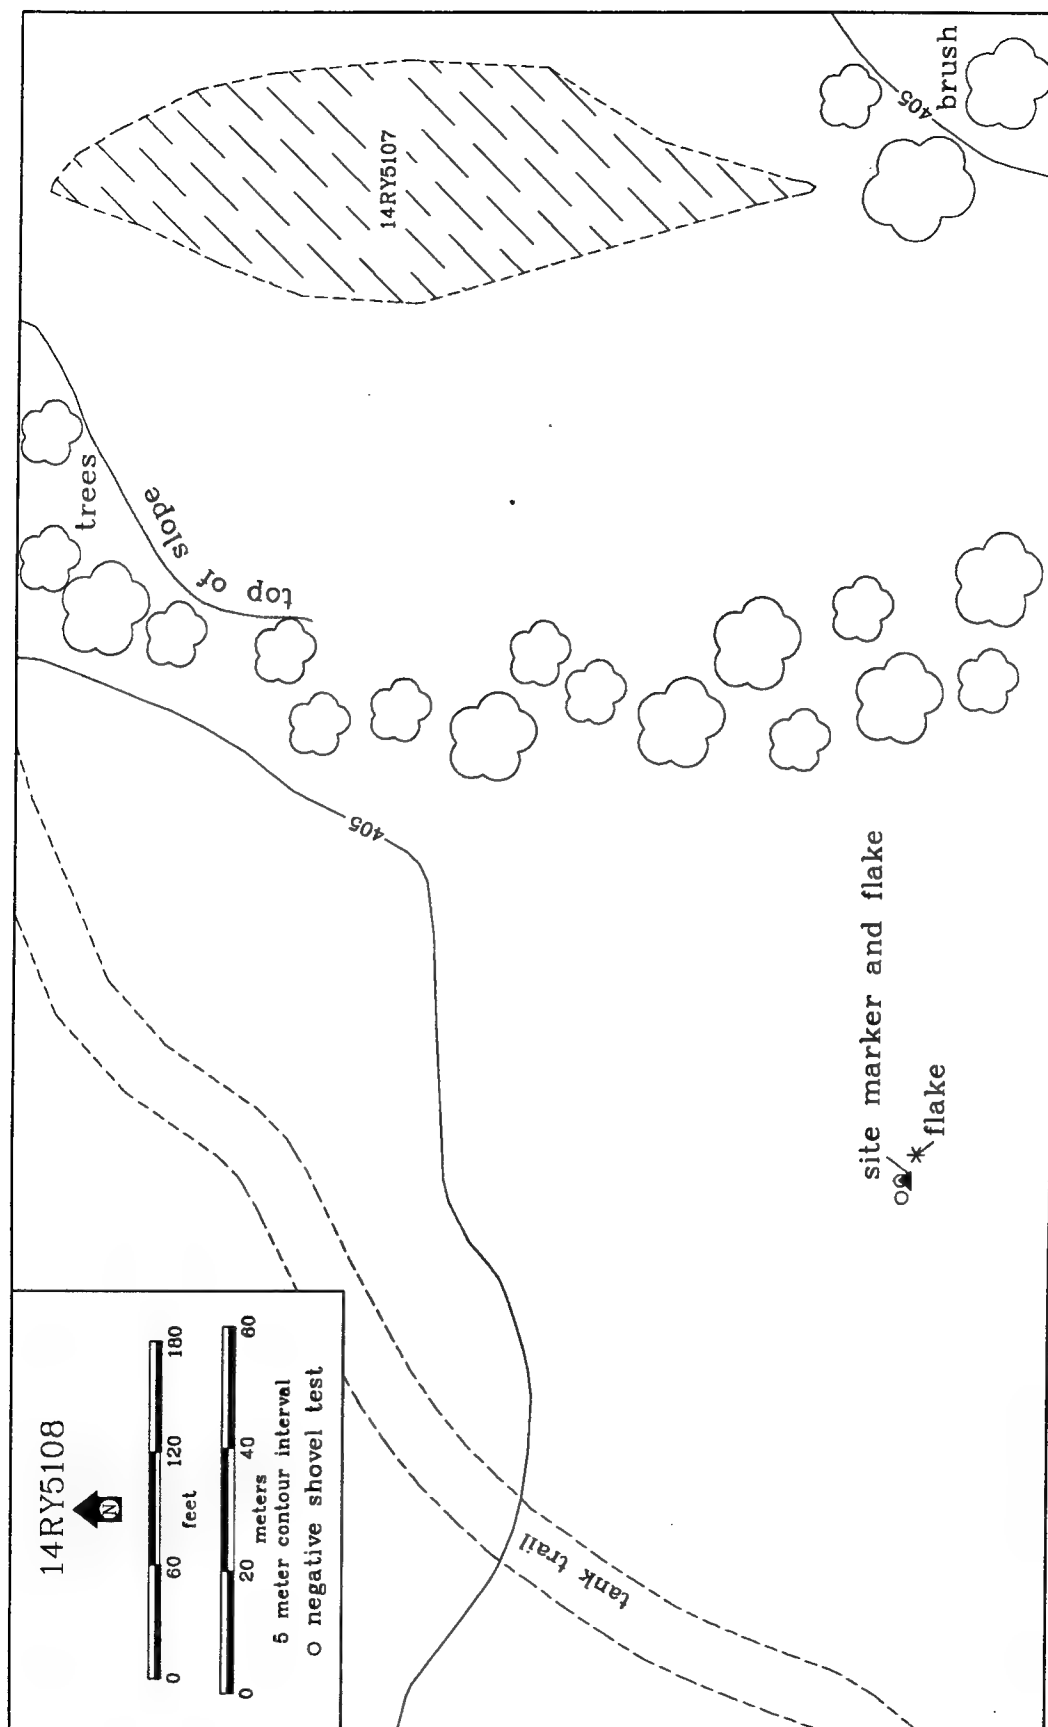 14RY5108
N
0 60 120 180
feet
0 20 40 60
meters
5 meter contour interval
O negative shovel test
trees
top of slope
405
14RY5107
tank trail
405
brush
site marker and flake
flake